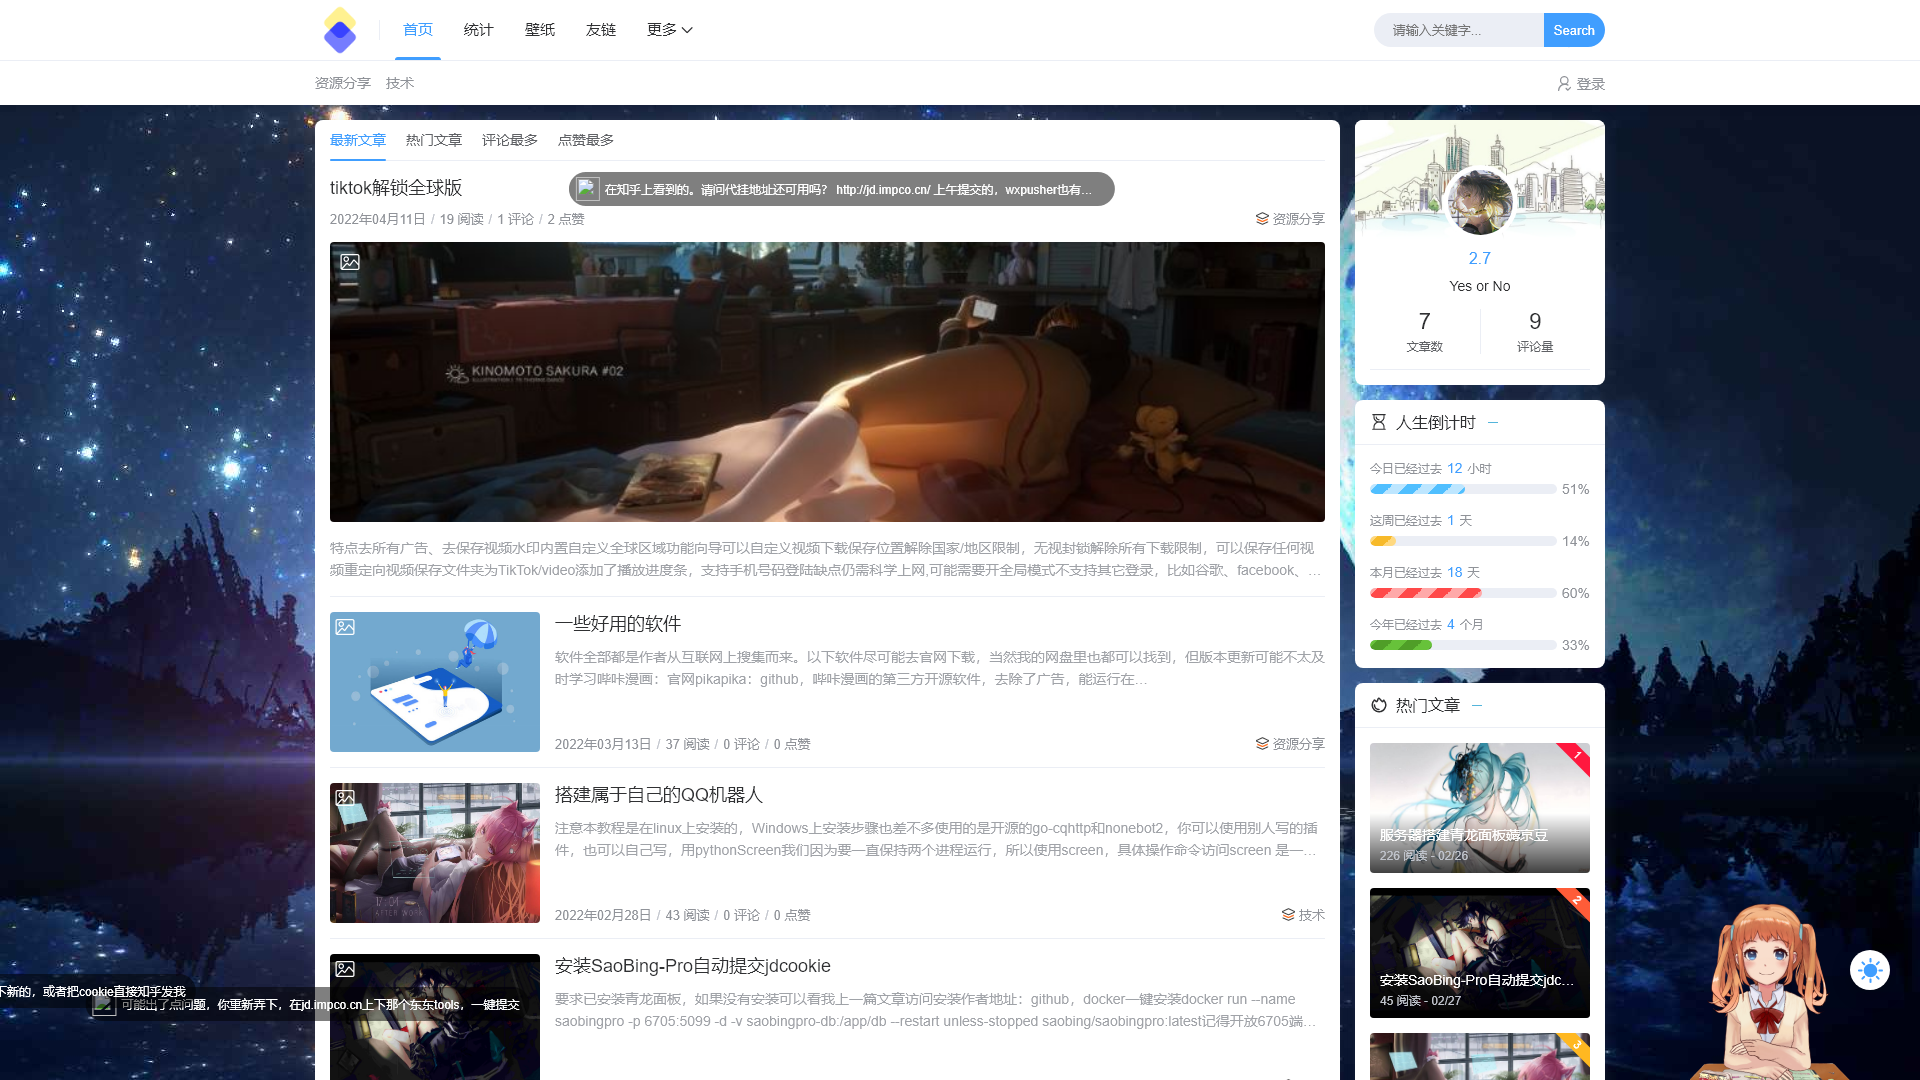 首页 统计 壁纸 友链 更多
请输入关键字... Search
资源分享 技术
登录
最新文章 热门文章 评论最多 点赞最多
tiktok解锁全球版
在知乎上看到的。请问代挂地址还可用吗? http://jd.impco.cn/ 上午提交的，wxpusher也有...
2022年04月11日 / 19 阅读 / 1 评论 / 2 点赞
资源分享
KINOMOTO SAKURA #02
特点去所有广告、去保存视频水印内置自定义全球区域功能向导可以自定义视频下载保存位置解除国家/地区限制，无视封锁解除所有下载限制，可以保存任何视
频重定向视频保存文件夹为TikTok/video添加了播放进度条，支持手机号码登陆缺点仍需科学上网,可能需要开全局模式不支持其它登录，比如谷歌、facebook、...
一些好用的软件
软件全部都是作者从互联网上搜集而来。以下软件尽可能去官网下载，当然我的网盘里也都可以找到，但版本更新可能不太及
时学习哔咔漫画：官网pikapika：github，哔咔漫画的第三方开源软件，去除了广告，能运行在...
2022年03月13日 / 37 阅读 / 0 评论 / 0 点赞
资源分享
搭建属于自己的QQ机器人
注意本教程是在linux上安装的，Windows上安装步骤也差不多使用的是开源的go-cqhttp和nonebot2，你可以使用别人写的插
件，也可以自己写，用pythonScreen我们因为要一直保持两个进程运行，所以使用screen，具体操作命令访问screen 是一...
17:01
AFTER WORK
2022年02月28日 / 43 阅读 / 0 评论 / 0 点赞
技术
安装SaoBing-Pro自动提交jdcookie
要求已安装青龙面板，如果没有安装可以看我上一篇文章访问安装作者地址：github，docker一键安装docker run --name
saobingpro -p 6705:5099 -d -v saobingpro-db:/app/db --restart unless-stopped saobing/saobingpro:latest记得开放6705端...
下新的，或者把cookie直接知乎发我
可能出了点问题，你重新弄下，在jd.impco.cn上下那个东东tools，一键提交
2.7
Yes or No
7 9
文章数 评论量
人生倒计时
今日已经过去 12 小时
51%
这周已经过去 1 天
14%
本月已经过去 18 天
60%
今年已经过去 4 个月
33%
热门文章
1
服务器搭建青龙面板薅京豆
226 阅读 - 02/26
2
安装SaoBing-Pro自动提交jdc...
45 阅读 - 02/27
3